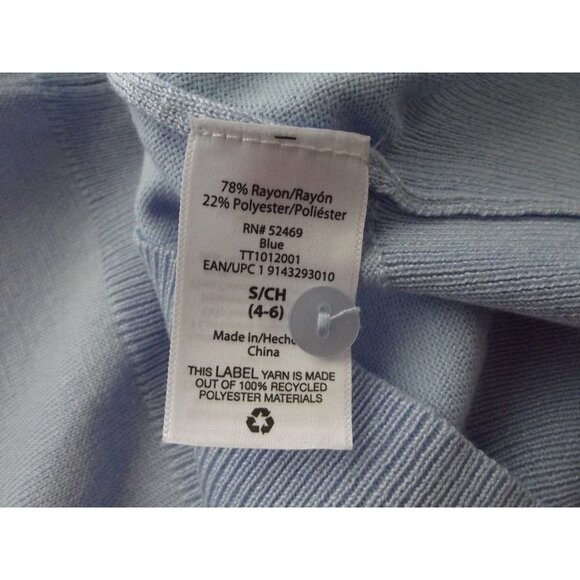 78% Rayon/Rayón
22% Polyester/Poliéster
RN# 52469
Blue
TT1012001
EAN/UPC 1 9143293010
S/CH
(4-6)
Made In/Hecho
China
THIS LABEL YARN IS MADE
OUT OF 100% RECYCLED
POLYESTER MATERIALS